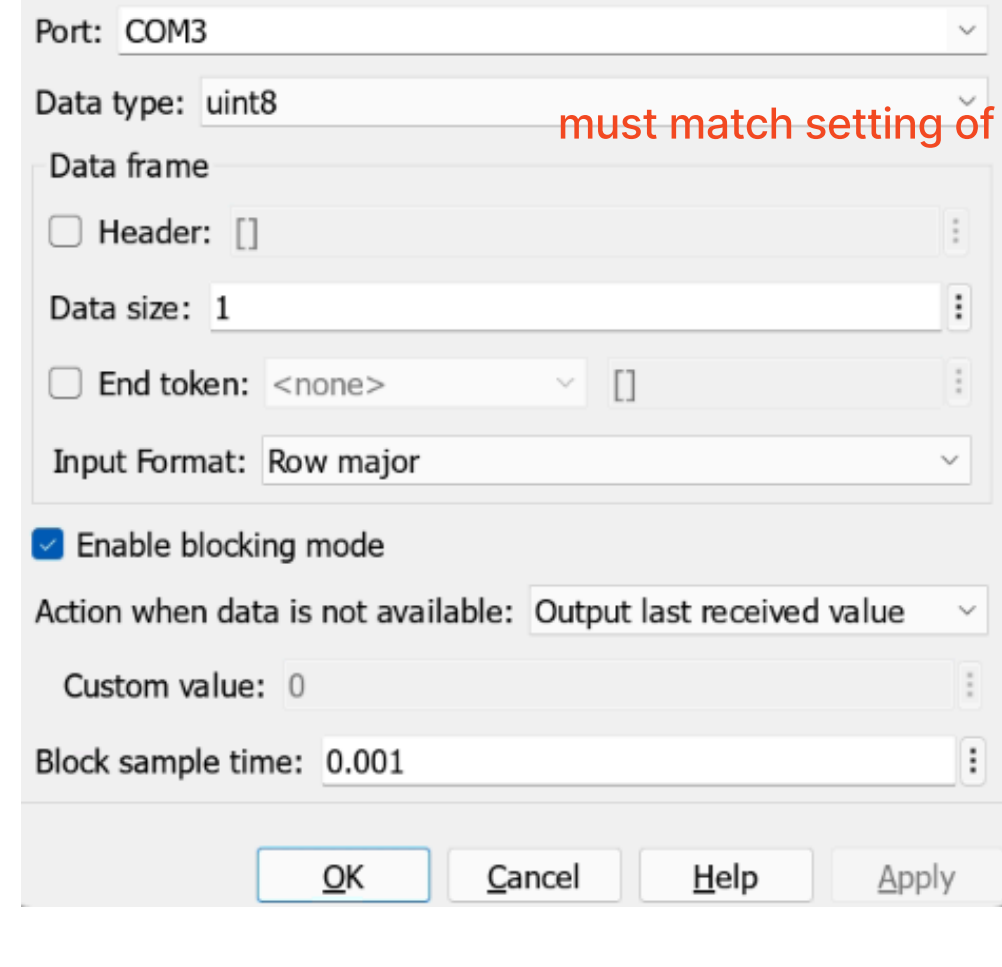 Port: COM3
Data type: uint8
must match setting of
Data frame
Header: []
Data size: 1
End token: <none> []
Input Format: Row major
Enable blocking mode
Action when data is not available: Output last received value
Custom value: 0
Block sample time: 0.001
OK Cancel Help Apply